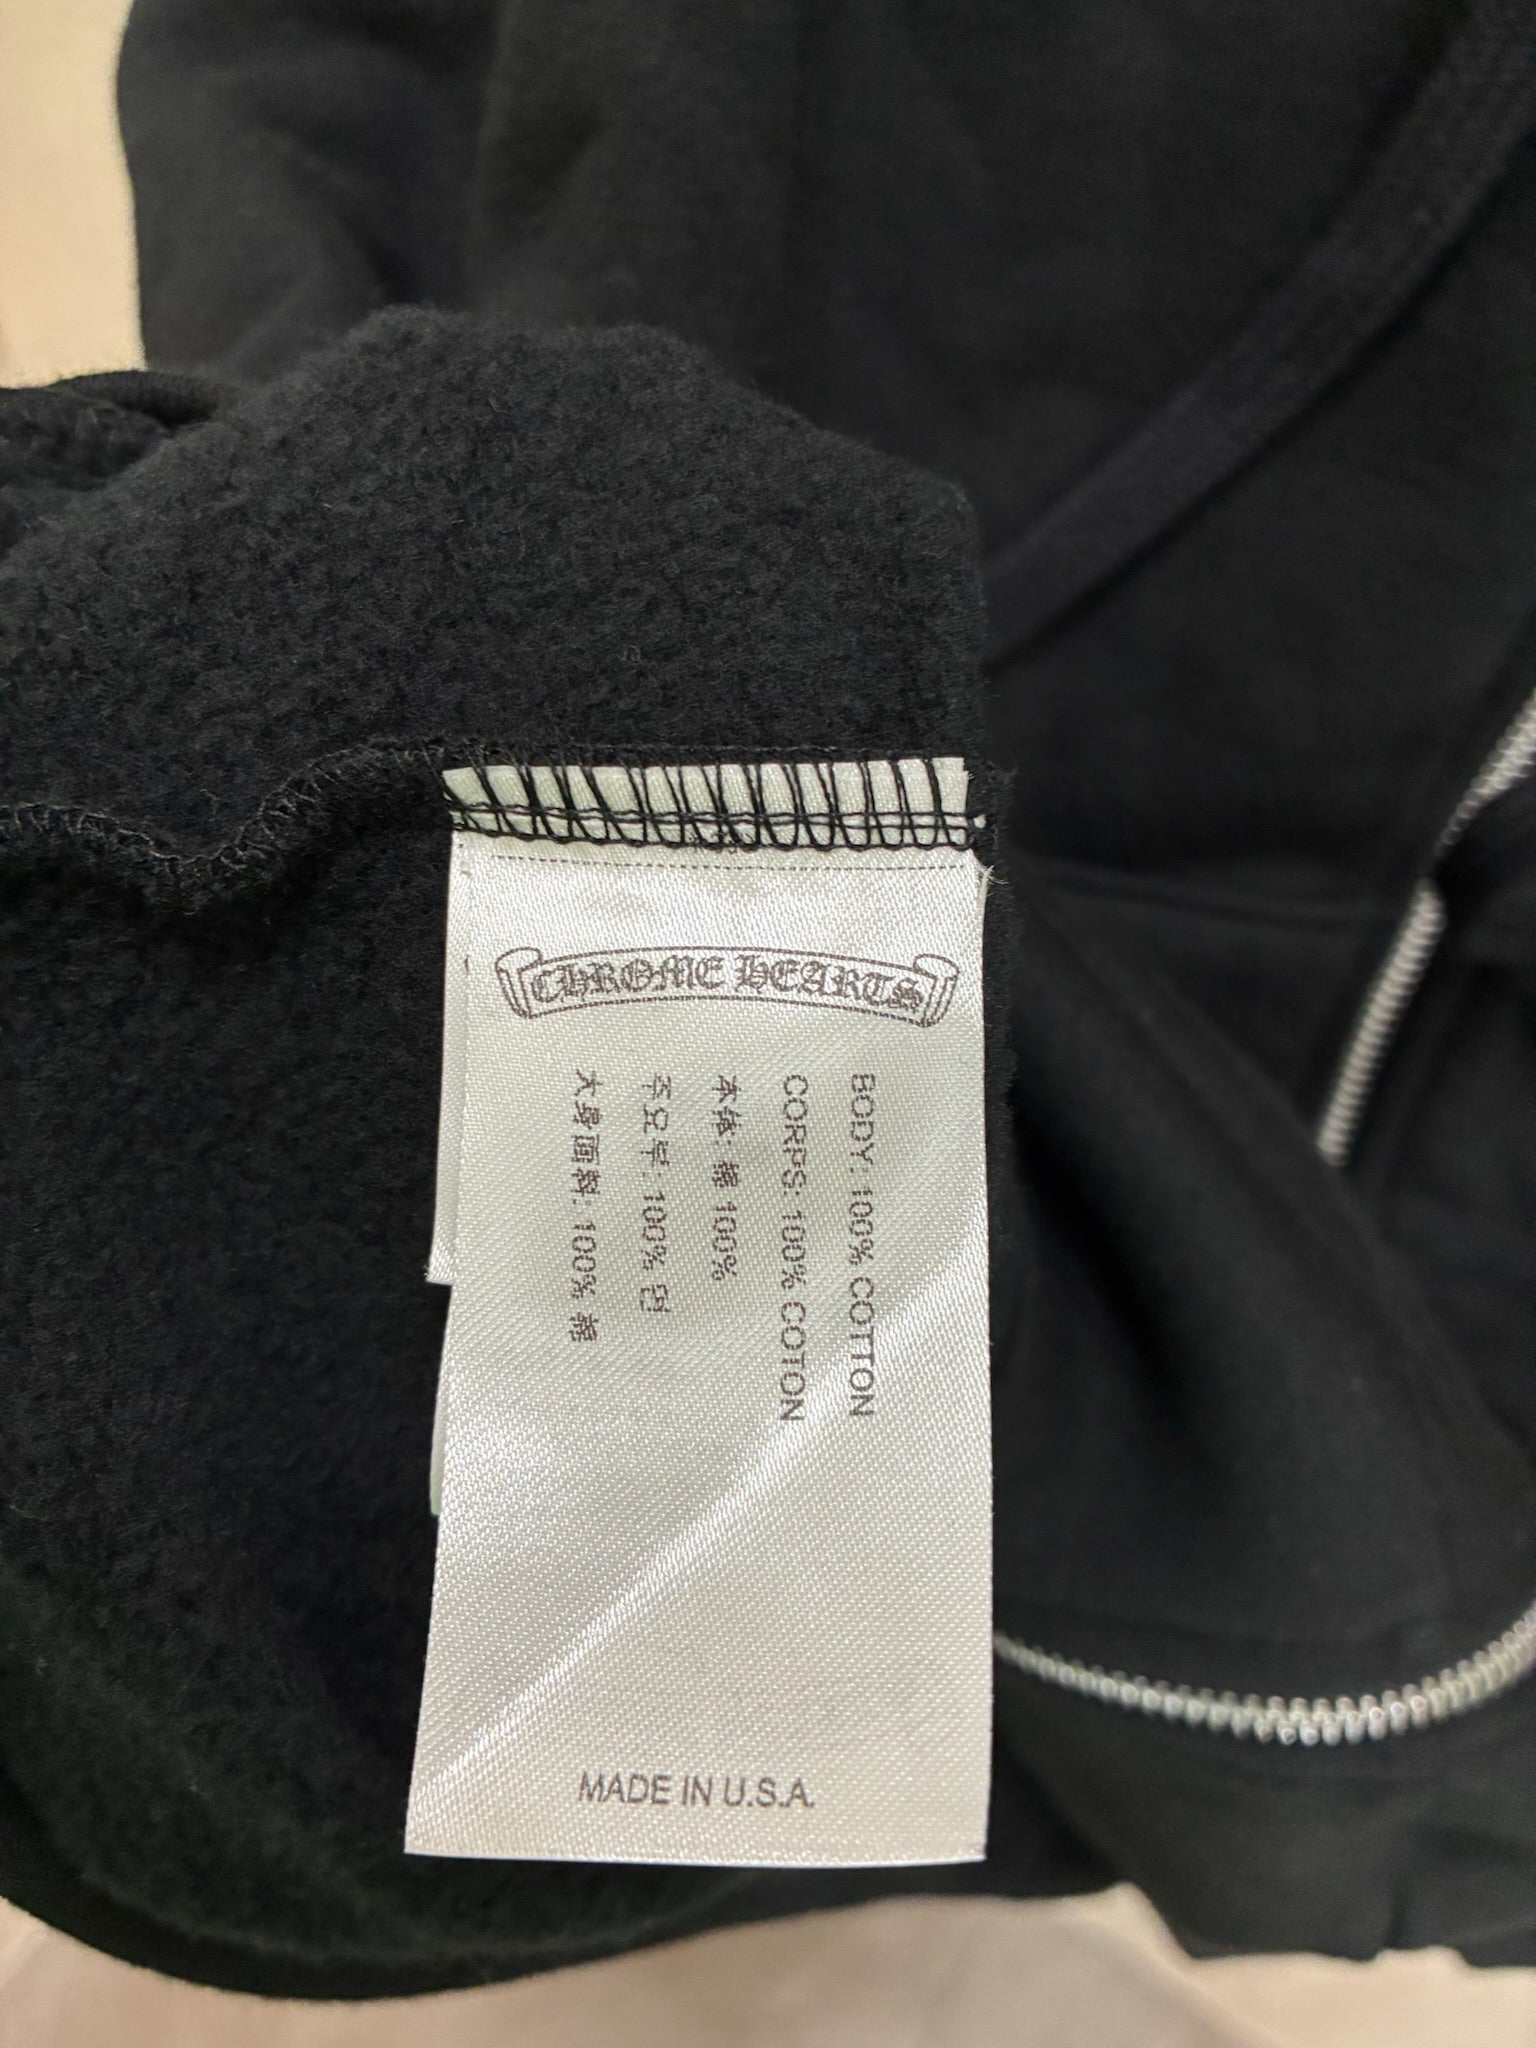 CHROME HEARTS
BODY: 100% COTTON
CORPS: 100% COTON
本体: 棉 100%
주요부: 100% 면
大身面料: 100% 棉
MADE IN U.S.A.